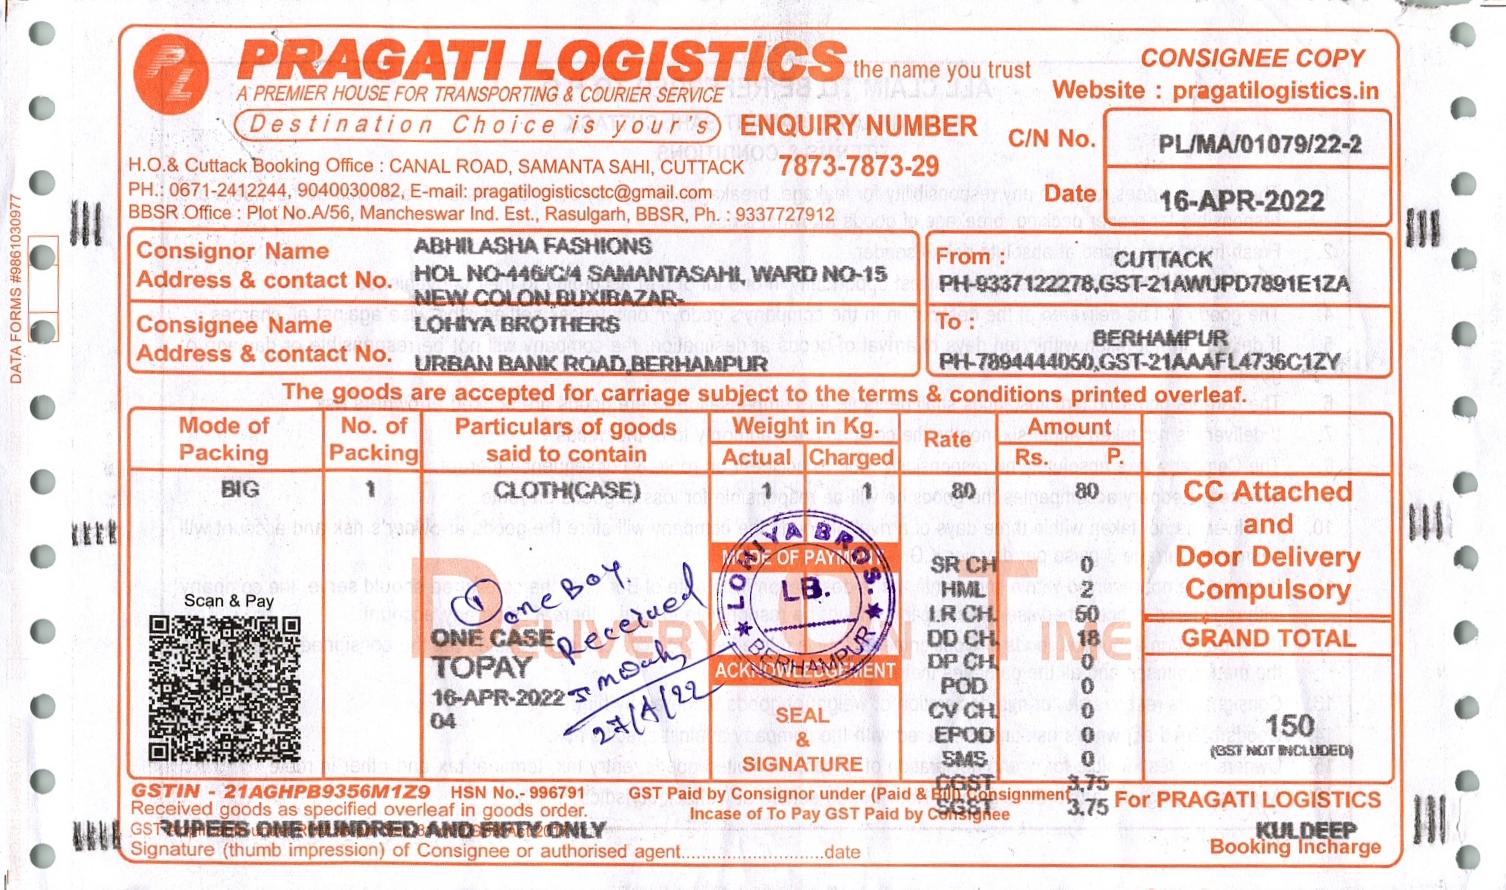 PRAGATI LOGISTICS the name you trust
A PREMIER HOUSE FOR TRANSPORTING & COURIER SERVICE
Destination Choice is your's
ENQUIRY NUMBER
7873-7873-29
CONSIGNEE COPY
Website : pragatilogistics.in
C/N No. PL/MA/01079/22-2
Date 16-APR-2022
H.O.& Cuttack Booking Office : CANAL ROAD, SAMANTA SAHI, CUTTACK
PH.: 0671-2412244, 9040030082, E-mail: pragatilogisticsctc@gmail.com
BBSR Office : Plot No.A/56, Mancheswar Ind. Est., Rasulgarh, BBSR, Ph. : 9337727912
DATA FORMS #9861030977
Consignor Name ABHILASHA FASHIONS
Address & contact No. HOL NO-446/C/4 SAMANTASAHI, WARD NO-15
NEW COLON,BUXIBAZAR-
From : CUTTACK
PH-9337122278,GST-21AWUPD7891E1ZA
Consignee Name LOHIYA BROTHERS
Address & contact No. URBAN BANK ROAD,BERHAMPUR
To : BERHAMPUR
PH-7894444050,GST-21AAAFL4736C1ZY
The goods are accepted for carriage subject to the terms & conditions printed overleaf.
Mode of Packing No. of Packing Particulars of goods said to contain Weight in Kg. Actual Charged Rate Amount Rs. P.
BIG 1 CLOTH(CASE) 1 1 80 80
CC Attached
and
Door Delivery
Compulsory
GRAND TOTAL
150
(GST NOT INCLUDED)
MODE OF PAYMENT
DELIVERY TIME
ACKNOWLEDGEMENT
SEAL
&
SIGNATURE
LOHIYA BROS.
LB.
BERHAMPUR
SR CH 0
HML 2
LR CH. 50
DD CH. 18
DP CH. 0
POD 0
CV CH. 0
EPOD 0
SMS 0
CGST 3.75
SGST 3.75
Scan & Pay
1 one Boy.
Received
27/4/22
ONE CASE
TOPAY
16-APR-2022
04
GSTIN - 21AGHPB9356M1Z9 HSN No.- 996791
GST Paid by Consignor under (Paid & Bill) Consignment
Incase of To Pay GST Paid by Consignee
Received goods as specified overleaf in goods order.
RUPEES ONE HUNDRED AND FIFTY ONLY
Signature (thumb impression) of Consignee or authorised agent............................date
For PRAGATI LOGISTICS
KULDEEP
Booking Incharge